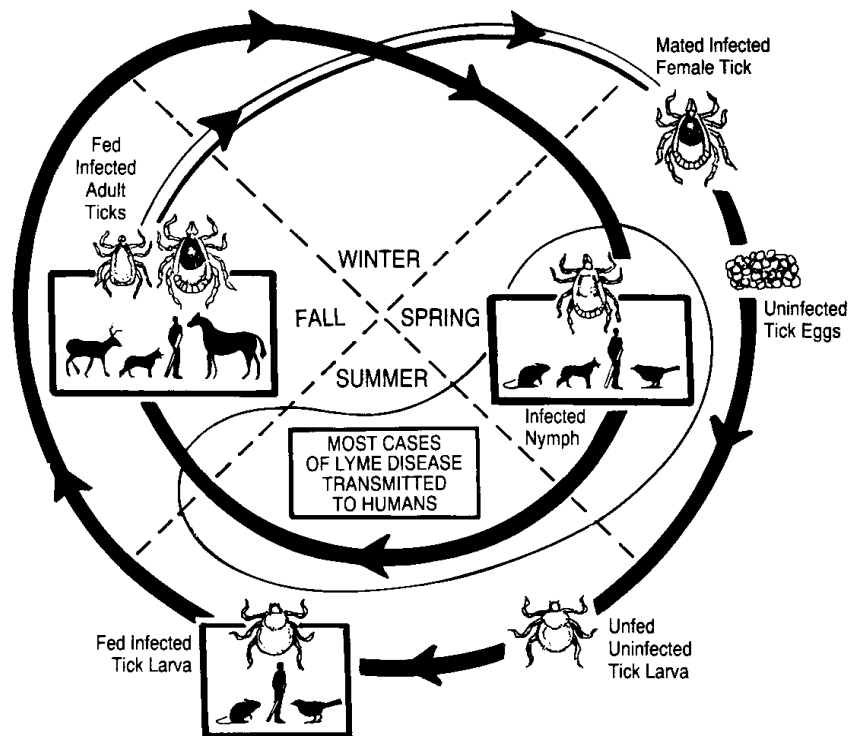 Mated Infected
Female Tick
Fed
Infected
Adult
Ticks
WINTER
FALL
SPRING
SUMMER
Uninfected
Tick Eggs
Infected
Nymph
MOST CASES
OF LYME DISEASE
TRANSMITTED
TO HUMANS
Fed Infected
Tick Larva
Unfed
Uninfected
Tick Larva